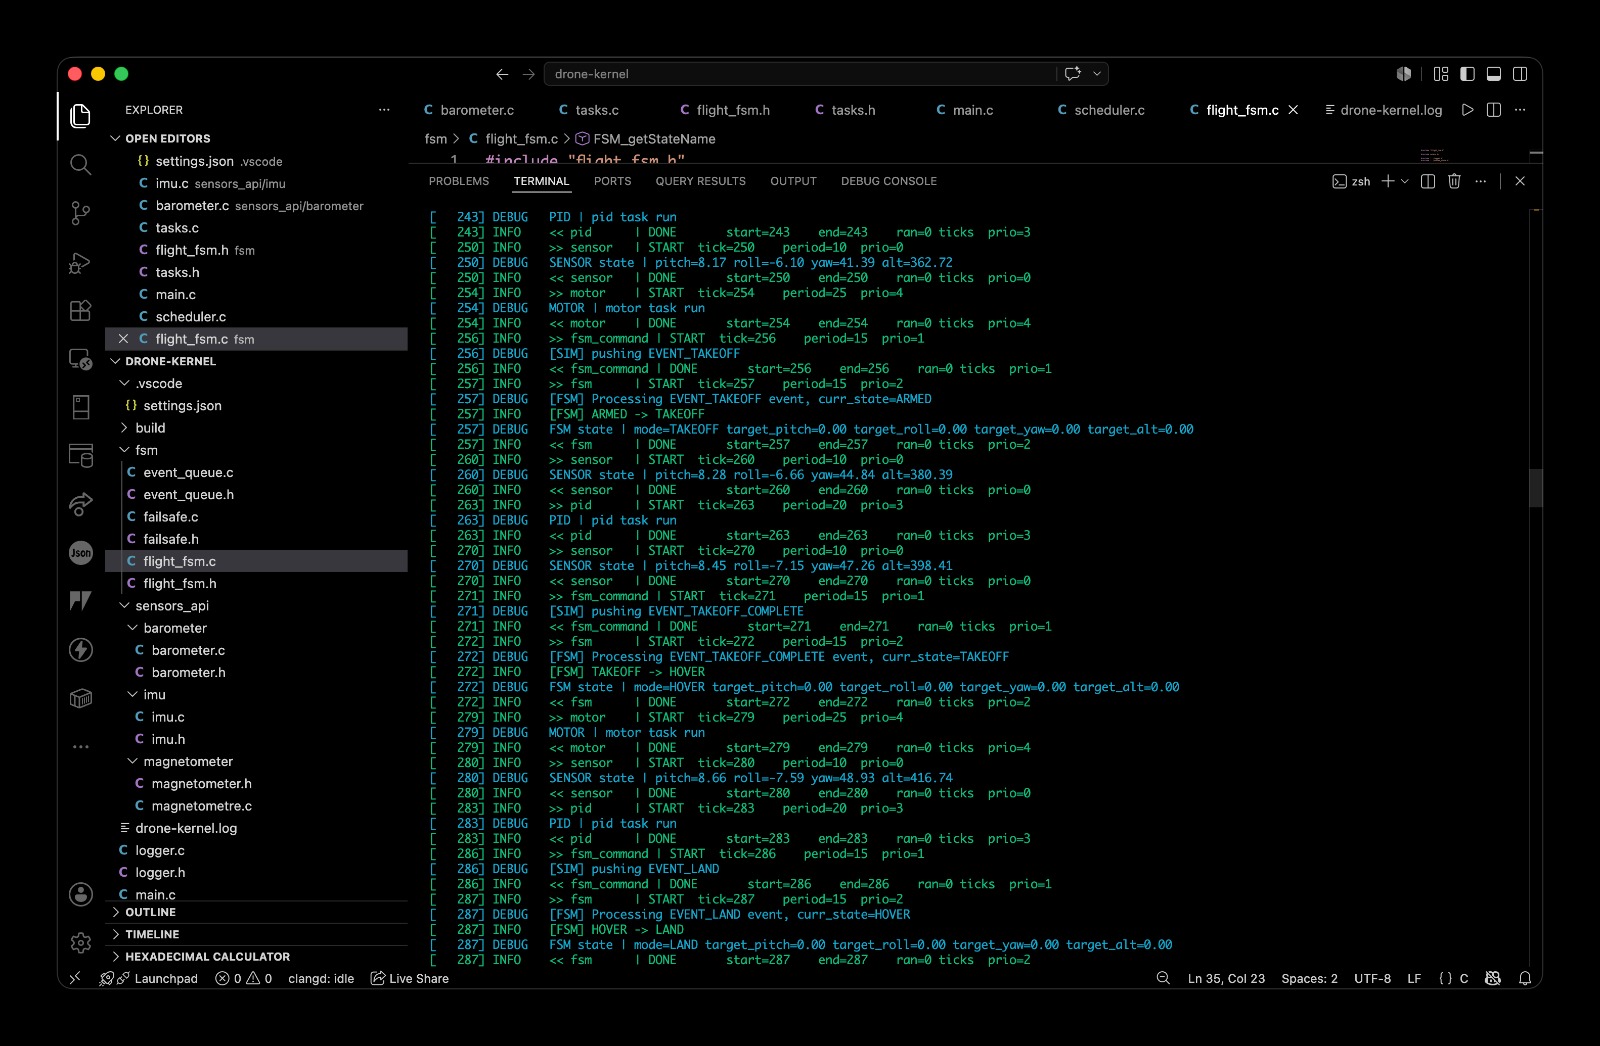 drone-kernel
EXPLORER
OPEN EDITORS
{} settings.json .vscode
C imu.c sensors_api/imu
C barometer.c sensors_api/barometer
C tasks.c
C flight_fsm.h fsm
C tasks.h
C main.c
C scheduler.c
C flight_fsm.c fsm
DRONE-KERNEL
.vscode
{} settings.json
build
fsm
C event_queue.c
C event_queue.h
C failsafe.c
C failsafe.h
C flight_fsm.c
C flight_fsm.h
sensors_api
barometer
C barometer.c
C barometer.h
imu
C imu.c
C imu.h
magnetometer
C magnetometer.h
C magnetometre.c
drone-kernel.log
C logger.c
C logger.h
C main.c
OUTLINE
TIMELINE
HEXADECIMAL CALCULATOR
Json
C barometer.c C tasks.c C flight_fsm.h C tasks.h C main.c C scheduler.c C flight_fsm.c drone-kernel.log
fsm > C flight_fsm.c > FSM_getStateName
1 #include "flight_fsm.h"
PROBLEMS TERMINAL PORTS QUERY RESULTS OUTPUT DEBUG CONSOLE zsh
[ 243] DEBUG PID | pid task run
[ 243] INFO << pid | DONE start=243 end=243 ran=0 ticks prio=3
[ 250] INFO >> sensor | START tick=250 period=10 prio=0
[ 250] DEBUG SENSOR state | pitch=8.17 roll=-6.10 yaw=41.39 alt=362.72
[ 250] INFO << sensor | DONE start=250 end=250 ran=0 ticks prio=0
[ 254] INFO >> motor | START tick=254 period=25 prio=4
[ 254] DEBUG MOTOR | motor task run
[ 254] INFO << motor | DONE start=254 end=254 ran=0 ticks prio=4
[ 256] INFO >> fsm_command | START tick=256 period=15 prio=1
[ 256] DEBUG [SIM] pushing EVENT_TAKEOFF
[ 256] INFO << fsm_command | DONE start=256 end=256 ran=0 ticks prio=1
[ 257] INFO >> fsm | START tick=257 period=15 prio=2
[ 257] DEBUG [FSM] Processing EVENT_TAKEOFF event, curr_state=ARMED
[ 257] INFO [FSM] ARMED -> TAKEOFF
[ 257] DEBUG FSM state | mode=TAKEOFF target_pitch=0.00 target_roll=0.00 target_yaw=0.00 target_alt=0.00
[ 257] INFO << fsm | DONE start=257 end=257 ran=0 ticks prio=2
[ 260] INFO >> sensor | START tick=260 period=10 prio=0
[ 260] DEBUG SENSOR state | pitch=8.28 roll=-6.66 yaw=44.84 alt=380.39
[ 260] INFO << sensor | DONE start=260 end=260 ran=0 ticks prio=0
[ 263] INFO >> pid | START tick=263 period=20 prio=3
[ 263] DEBUG PID | pid task run
[ 263] INFO << pid | DONE start=263 end=263 ran=0 ticks prio=3
[ 270] INFO >> sensor | START tick=270 period=10 prio=0
[ 270] DEBUG SENSOR state | pitch=8.45 roll=-7.15 yaw=47.26 alt=398.41
[ 270] INFO << sensor | DONE start=270 end=270 ran=0 ticks prio=0
[ 271] INFO >> fsm_command | START tick=271 period=15 prio=1
[ 271] DEBUG [SIM] pushing EVENT_TAKEOFF_COMPLETE
[ 271] INFO << fsm_command | DONE start=271 end=271 ran=0 ticks prio=1
[ 272] INFO >> fsm | START tick=272 period=15 prio=2
[ 272] DEBUG [FSM] Processing EVENT_TAKEOFF_COMPLETE event, curr_state=TAKEOFF
[ 272] INFO [FSM] TAKEOFF -> HOVER
[ 272] DEBUG FSM state | mode=HOVER target_pitch=0.00 target_roll=0.00 target_yaw=0.00 target_alt=0.00
[ 272] INFO << fsm | DONE start=272 end=272 ran=0 ticks prio=2
[ 279] INFO >> motor | START tick=279 period=25 prio=4
[ 279] DEBUG MOTOR | motor task run
[ 279] INFO << motor | DONE start=279 end=279 ran=0 ticks prio=4
[ 280] INFO >> sensor | START tick=280 period=10 prio=0
[ 280] DEBUG SENSOR state | pitch=8.66 roll=-7.59 yaw=48.93 alt=416.74
[ 280] INFO << sensor | DONE start=280 end=280 ran=0 ticks prio=0
[ 283] INFO >> pid | START tick=283 period=20 prio=3
[ 283] DEBUG PID | pid task run
[ 283] INFO << pid | DONE start=283 end=283 ran=0 ticks prio=3
[ 286] INFO >> fsm_command | START tick=286 period=15 prio=1
[ 286] DEBUG [SIM] pushing EVENT_LAND
[ 286] INFO << fsm_command | DONE start=286 end=286 ran=0 ticks prio=1
[ 287] INFO >> fsm | START tick=287 period=15 prio=2
[ 287] DEBUG [FSM] Processing EVENT_LAND event, curr_state=HOVER
[ 287] INFO [FSM] HOVER -> LAND
[ 287] DEBUG FSM state | mode=LAND target_pitch=0.00 target_roll=0.00 target_yaw=0.00 target_alt=0.00
[ 287] INFO << fsm | DONE start=287 end=287 ran=0 ticks prio=2
Launchpad 0 0 clangd: idle Live Share Ln 35, Col 23 Spaces: 2 UTF-8 LF {} C